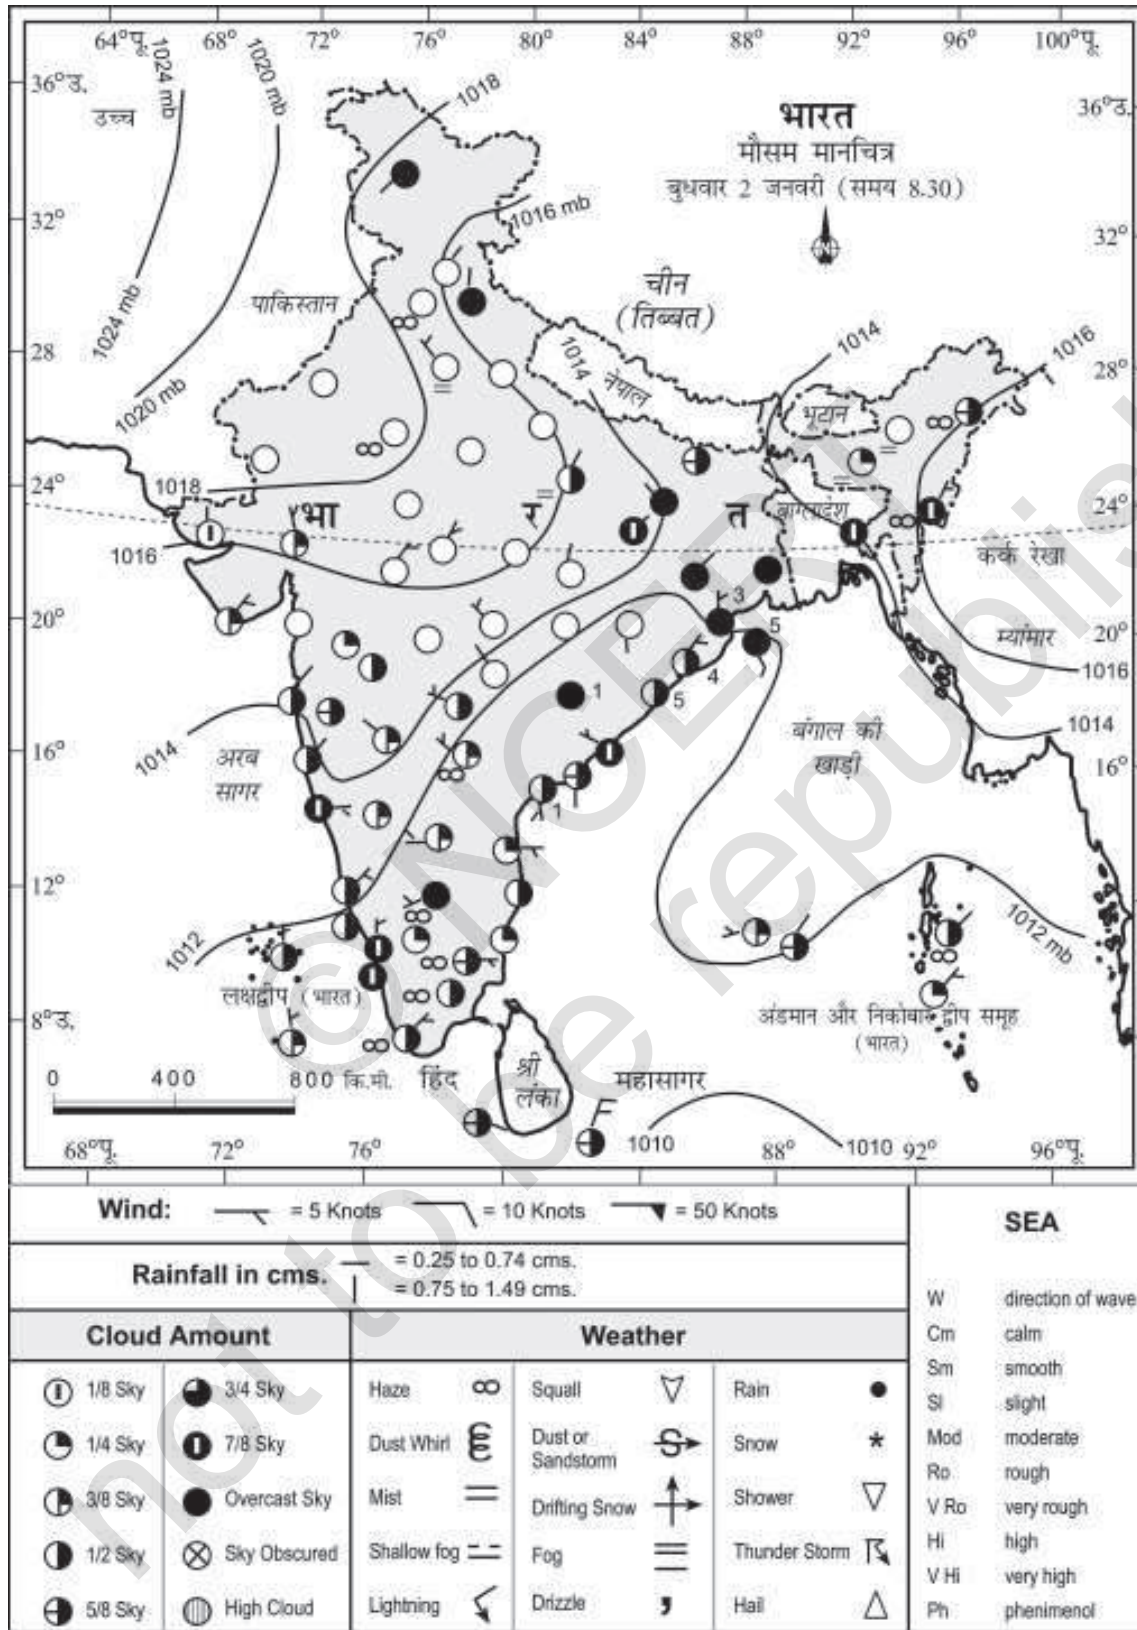 64°पू. 68° 72° 76° 80° 84° 88° 92° 96° 100°पू.
1024 mb
1020 mb
1018
36°उ.
उच्च
36°उ.
भारत
मौसम मानचित्र
बुधवार 2 जनवरी (समय 8.30)
N
32°
1016 mb
32°
चीन
(तिब्बत)
पाकिस्तान
1024 mb
1014
1014
1016
28°
नेपाल
28°
1020 mb
भूटान
24°
1018
भा र त
बाग्लादेश
24°
1016
कर्क रेखा
3
20°
5
म्यांमार
20°
4
1016
1
5
1014
1014
16°
अरब
सागर
बंगाल की
खाड़ी
16°
1
12°
12°
1012
1012 mb
लक्षद्वीप (भारत)
8°उ.
अंडमान और निकोबार द्वीप समूह
(भारत)
8°
0 400 800 कि.मी.
हिंद
श्री
लंका
महासागर
1010
1010
68°पू. 72° 76° 88° 92° 96°पू.
Wind: = 5 Knots = 10 Knots = 50 Knots
Rainfall in cms. = 0.25 to 0.74 cms.
= 0.75 to 1.49 cms.
Cloud Amount
1/8 Sky 3/4 Sky
1/4 Sky 7/8 Sky
3/8 Sky Overcast Sky
1/2 Sky Sky Obscured
5/8 Sky High Cloud
Weather
Haze Squall Rain
Dust Whirl Dust or
Sandstorm Snow
Mist Drifting Snow Shower
Shallow fog Fog Thunder Storm
Lightning Drizzle Hail
SEA
W direction of wave
Cm calm
Sm smooth
Sl slight
Mod moderate
Ro rough
V Ro very rough
Hi high
V Hi very high
Ph phenimenol
© NCERT
not to be republis